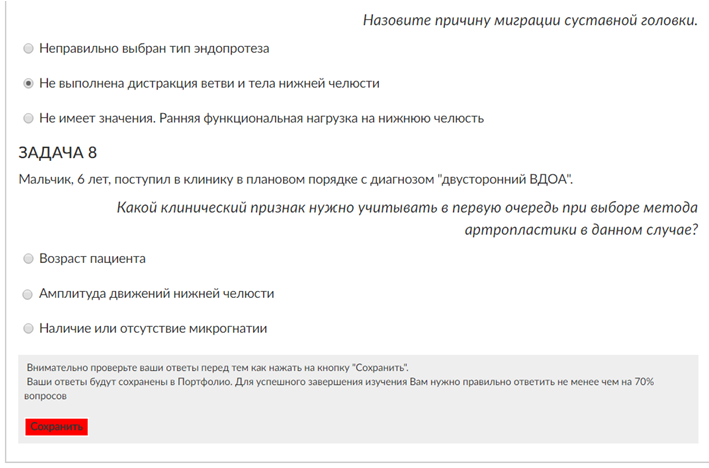 Назовите причину миграции суставной головки.
Неправильно выбран тип эндопротеза
Не выполнена дистракция ветви и тела нижней челюсти
Не имеет значения. Ранняя функциональная нагрузка на нижнюю челюсть
ЗАДАЧА 8
Мальчик, 6 лет, поступил в клинику в плановом порядке с диагнозом "двусторонний ВДОА".
Какой клинический признак нужно учитывать в первую очередь при выборе метода
артропластики в данном случае?
Возраст пациента
Амплитуда движений нижней челюсти
Наличие или отсутствие микрогнатии
Внимательно проверьте ваши ответы перед тем как нажать на кнопку "Сохранить".
Ваши ответы будут сохранены в Портфолио. Для успешного завершения изучения Вам нужно правильно ответить не менее чем на 70%
вопросов
Сохранить